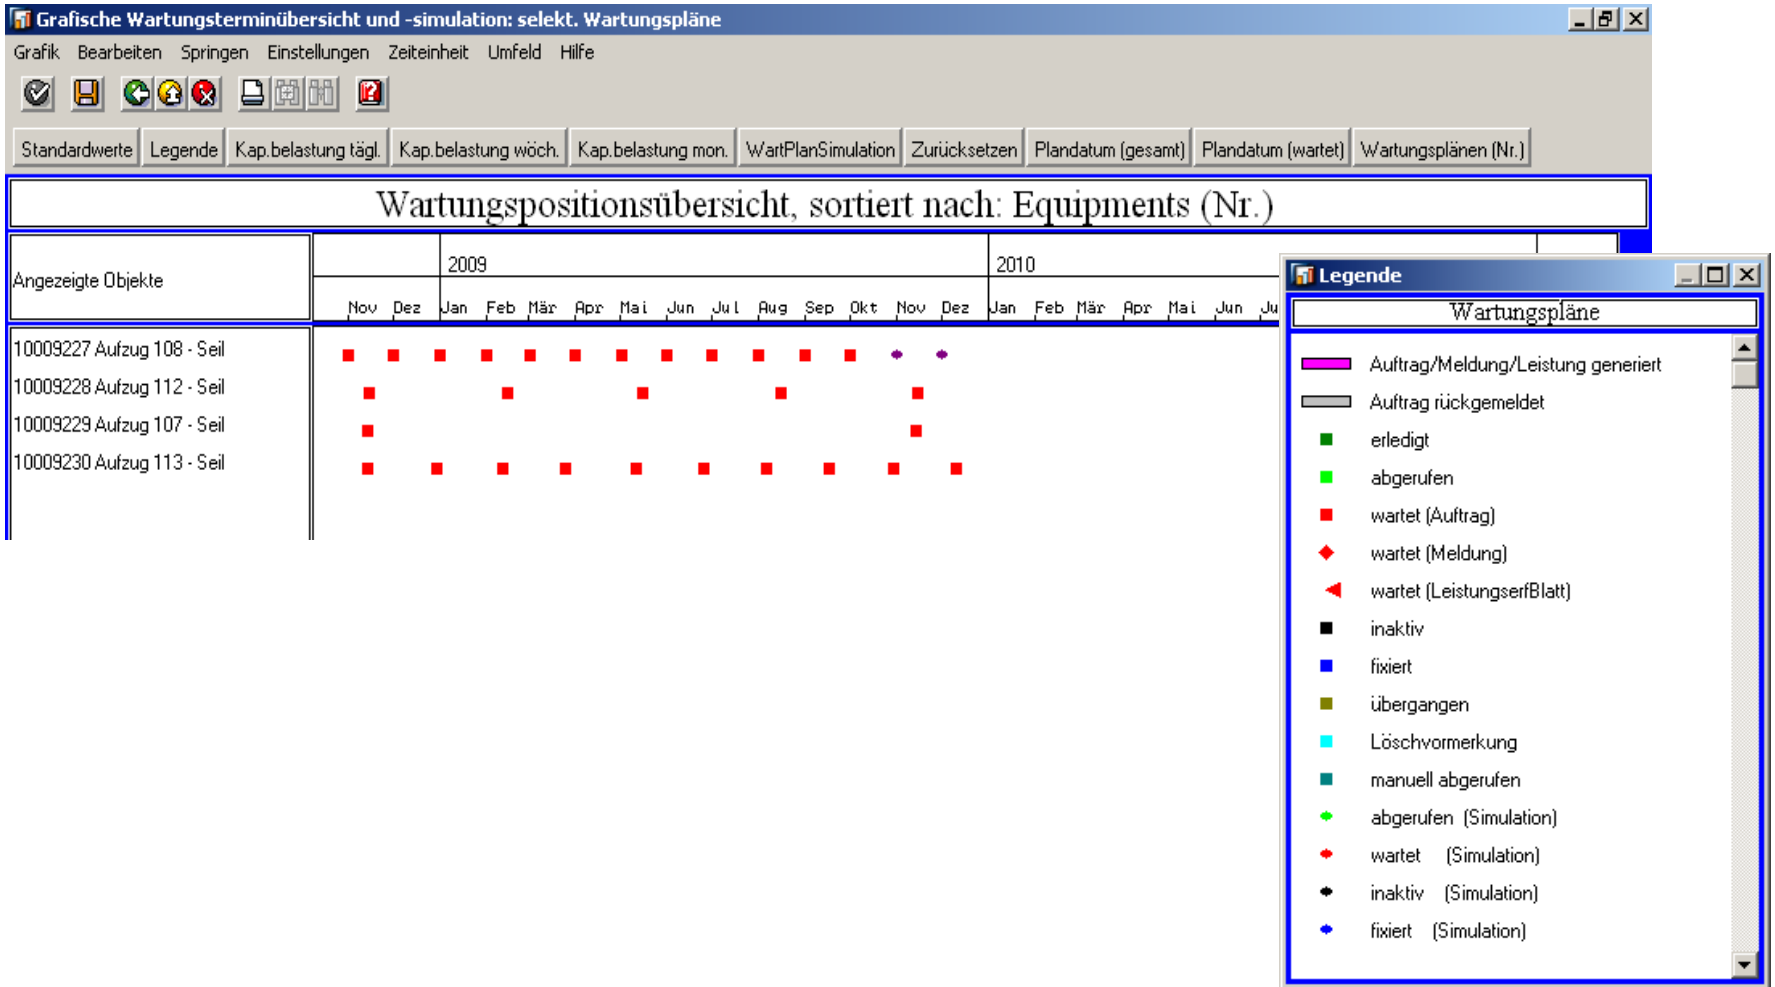 Grafische Wartungsterminübersicht und -simulation: selekt. Wartungspläne
Grafik Bearbeiten Springen Einstellungen Zeiteinheit Umfeld Hilfe
Standardwerte Legende Kap.belastung tägl. Kap.belastung wöch. Kap.belastung mon. WartPlanSimulation Zurücksetzen Plandatum (gesamt) Plandatum (wartet) Wartungsplänen (Nr.)
Wartungspositionsübersicht, sortiert nach: Equipments (Nr.)
Angezeigte Objekte
2009 2010
Nov Dez Jan Feb Mär Apr Mai Jun Jul Aug Sep Okt Nov Dez Jan Feb Mär Apr Mai Jun Ju
10009227 Aufzug 108 - Seil
10009228 Aufzug 112 - Seil
10009229 Aufzug 107 - Seil
10009230 Aufzug 113 - Seil
Legende
Wartungspläne
Auftrag/Meldung/Leistung generiert
Auftrag rückgemeldet
erledigt
abgerufen
wartet (Auftrag)
wartet (Meldung)
wartet (LeistungserfBlatt)
inaktiv
fixiert
übergangen
Löschvormerkung
manuell abgerufen
abgerufen (Simulation)
wartet (Simulation)
inaktiv (Simulation)
fixiert (Simulation)